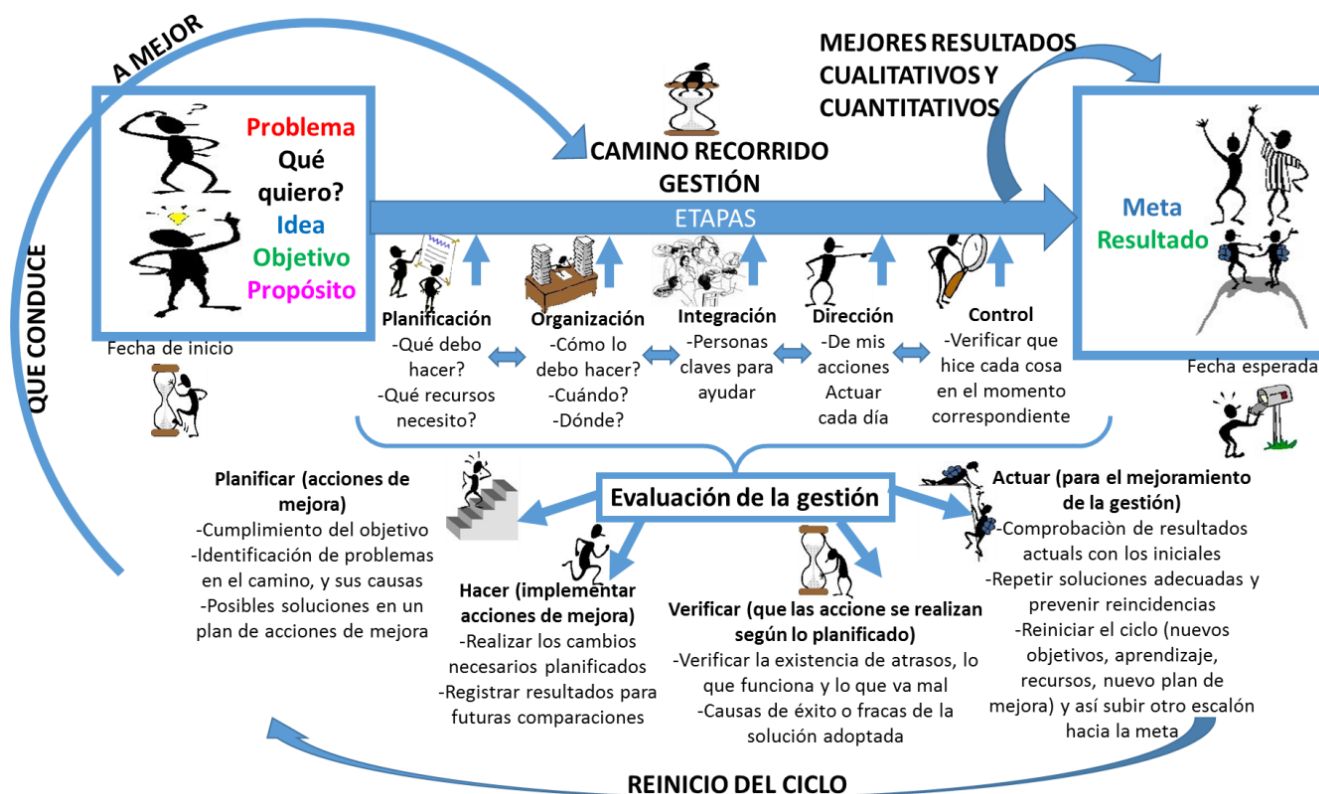 A MEJOR
QUE CONDUCE
Problema
Qué
quiero?
Idea
Objetivo
Propósito
Fecha de inicio
CAMINO RECORRIDO
GESTIÓN
ETAPAS
MEJORES RESULTADOS
CUALITATIVOS Y
CUANTITATIVOS
Meta
Resultado
Fecha esperada
Planificación
-Qué debo
hacer?
-Qué recursos
necesito?
Organización
-Cómo lo
debo hacer?
-Cuándo?
-Dónde?
Integración
-Personas
claves para
ayudar
Dirección
-De mis
acciones
Actuar
cada día
Control
-Verificar que
hice cada cosa
en el momento
correspondiente
Evaluación de la gestión
Planificar (acciones de
mejora)
-Cumplimiento del objetivo
-Identificación de problemas
en el camino, y sus causas
-Posibles soluciones en un
plan de acciones de mejora
Hacer (implementar
acciones de mejora)
-Realizar los cambios
necesarios planificados
-Registrar resultados para
futuras comparaciones
Verificar (que las accione se realizan
según lo planificado)
-Verificar la existencia de atrasos, lo
que funciona y lo que va mal
-Causas de éxito o fracas de la
solución adoptada
Actuar (para el mejoramiento
de la gestión)
-Comprobaciòn de resultados
actuals con los iniciales
-Repetir soluciones adecuadas y
prevenir reincidencias
-Reiniciar el ciclo (nuevos
objetivos, aprendizaje,
recursos, nuevo plan de
mejora) y así subir otro escalón
hacia la meta
REINICIO DEL CICLO